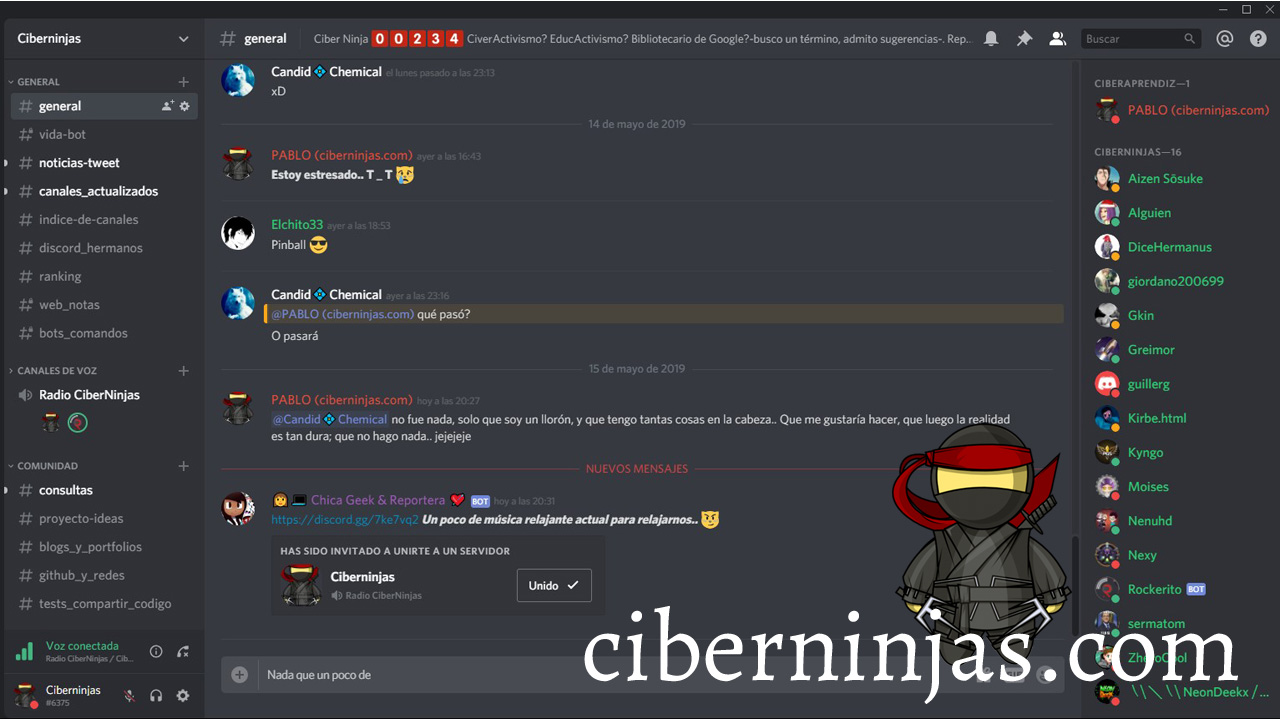 Ciberninjas
# general
Ciber Ninja 0 0 2 3 4 CiverActivismo? EducActivismo? Bibliotecario de Google?-busco un término, admito sugerencias-. Rep...
Buscar
GENERAL
# general
# vida-bot
# noticias-tweet
# canales_actualizados
# indice-de-canales
# discord_hermanos
# ranking
# web_notas
# bots_comandos
CANALES DE VOZ
Radio CiberNinjas
COMUNIDAD
# consultas
# proyecto-ideas
# blogs_y_portfolios
# github_y_redes
# tests_compartir_codigo
Voz conectada
Radio CiberNinjas / Cib...
Ciberninjas
#6375
Candid 💠 Chemical el lunes pasado a las 23:13
xD
14 de mayo de 2019
PABLO (ciberninjas.com) ayer a las 16:43
Estoy estresado.. T _ T 😿
Elchito33 ayer a las 18:53
Pinball 😎
Candid 💠 Chemical ayer a las 23:16
@PABLO (ciberninjas.com) qué pasó?
O pasará
15 de mayo de 2019
PABLO (ciberninjas.com) hoy a las 20:27
@Candid 💠 Chemical no fue nada, solo que soy un llorón, y que tengo tantas cosas en la cabeza.. Que me gustaría hacer, que luego la realidad
es tan dura; que no hago nada.. jejejeje
NUEVOS MENSAJES
👩 💻 Chica Geek & Reportera 💖 BOT hoy a las 20:31
https://discord.gg/7ke7vq2 Un poco de música relajante actual para relajarnos.. 😼
HAS SIDO INVITADO A UNIRTE A UN SERVIDOR
Ciberninjas
Radio CiberNinjas
Unido ✓
Nada que un poco de
ciberninjas.com
CIBERAPRENDIZ—1
PABLO (ciberninjas.com)
CIBERNINJAS—16
Aizen Sōsuke
Alguien
DiceHermanus
giordano200699
Gkin
Greimor
guillerg
Kirbe.html
Kyngo
Moises
Nenuhd
Nexy
Rockerito BOT
sermatom
\\ \ \\ NeonDeekx /...